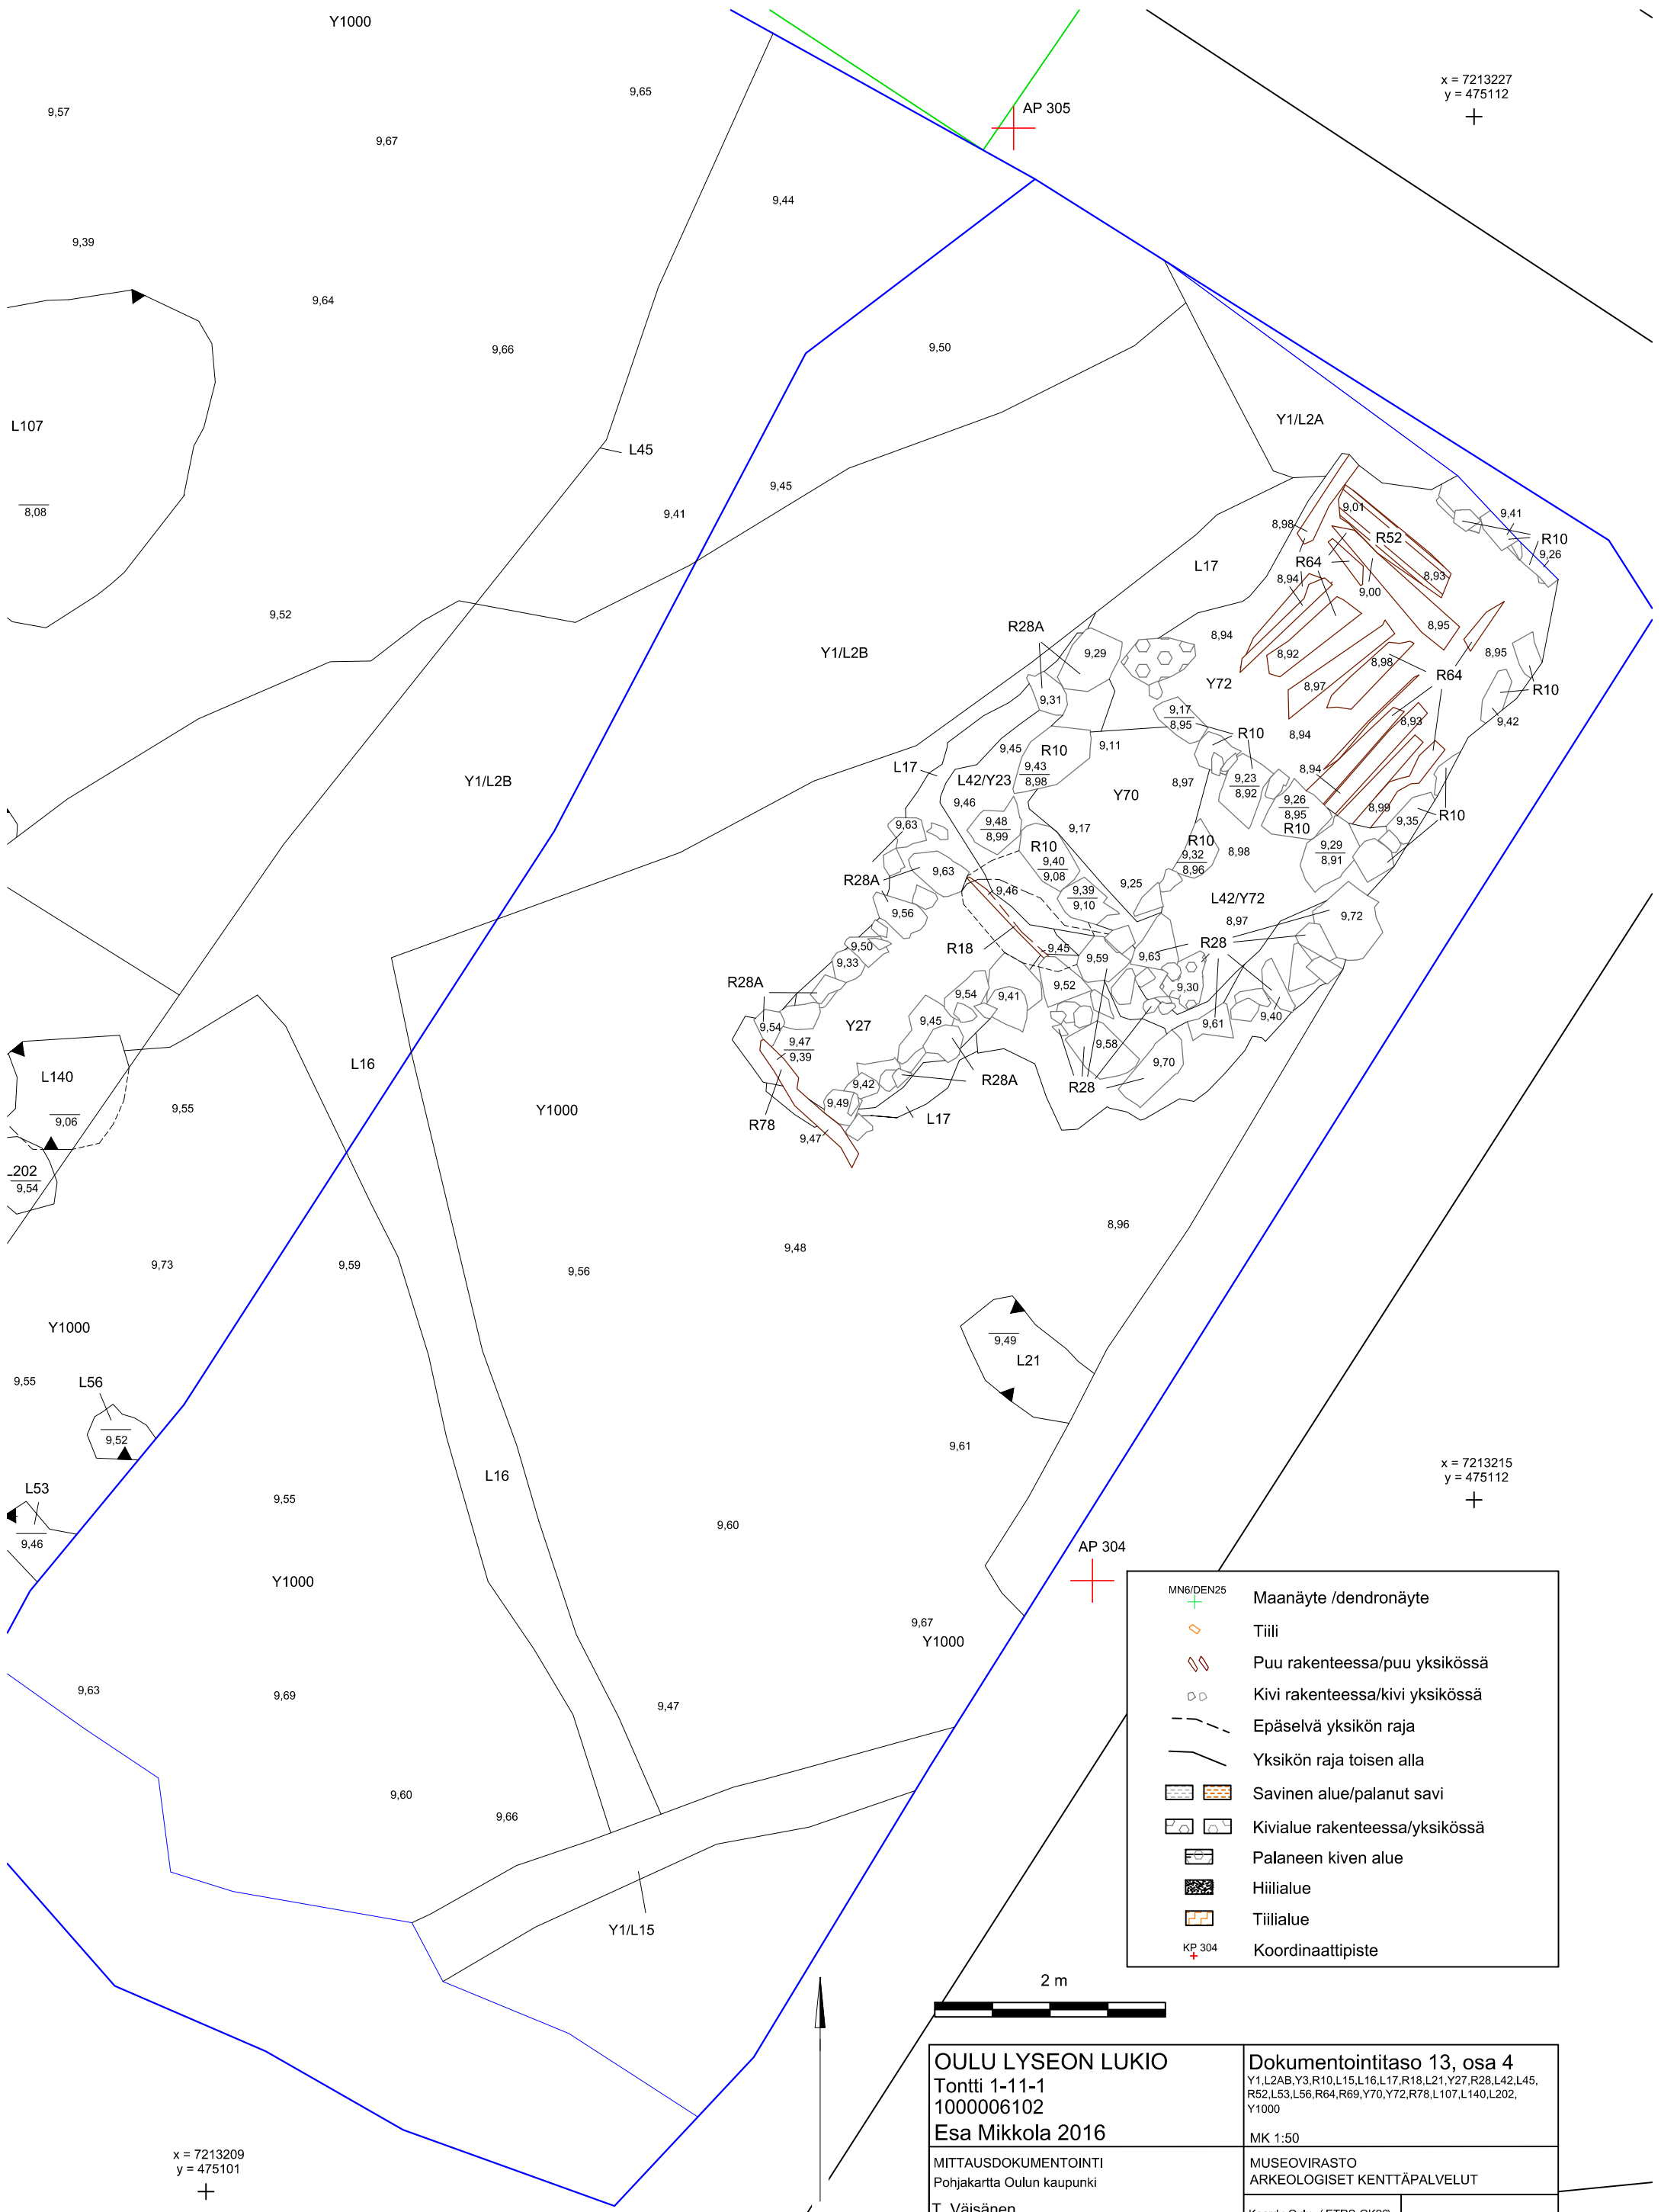 Y1000
x = 7213227
y = 475112
9,65
AP 305
9,57
9,67
9,44
9,39
9,64
9,66
9,50
L107
Y1/L2A
L45
9,45
8,08
9,41
8,98
9,01
9,41
R52
R10
9,26
L17
R64
8,94
9,00
8,93
9,52
R28A
8,94
8,95
Y1/L2B
9,29
8,92
8,98
8,95
R64
Y72
8,97
R10
9,31
9,17
8,95
8,93
9,42
9,45
R10
9,11
R10
8,94
L17
9,43
8,98
Y1/L2B
L42/Y23
8,97
9,23
8,92
8,94
Y70
9,46
9,26
8,95
R10
8,99
9,35
R10
9,63
9,48
8,99
9,17
R10
9,40
9,08
R10
9,32
8,96
8,98
9,29
8,91
R28A
9,63
9,46
9,39
9,10
9,25
L42/Y72
8,97
9,56
9,72
9,50
R18
9,45
9,63
R28
9,33
9,59
R28A
9,52
9,30
9,54
9,41
9,54
9,45
9,61
9,40
Y27
9,47
9,39
9,58
9,70
L16
L140
9,42
R28A
R28
9,06
9,55
Y1000
9,49
L17
R78
9,47
202
9,54
8,96
9,73
9,59
9,56
9,48
Y1000
9,49
L21
9,55
L56
9,52
9,61
x = 7213215
y = 475112
L53
L16
9,55
9,46
9,60
AP 304
Y1000
9,67
Y1000
9,63
9,69
9,47
9,60
9,66
Y1/L15
MN6/DEN25
Maanäyte /dendronäyte
Tiili
Puu rakenteessa/puu yksikössä
Kivi rakenteessa/kivi yksikössä
Epäselvä yksikön raja
Yksikön raja toisen alla
Savinen alue/palanut savi
Kivialue rakenteessa/yksikössä
Palaneen kiven alue
Hiilialue
Tiilialue
KP 304
Koordinaattipiste
2 m
OULU LYSEON LUKIO
Tontti 1-11-1
1000006102
Esa Mikkola 2016
Dokumentointitaso 13, osa 4
Y1,L2AB,Y3,R10,L15,L16,L17,R18,L21,Y27,R28,L42,L45,
R52,L53,L56,R64,R69,Y70,Y72,R78,L107,L140,L202,
Y1000
MK 1:50
MITTAUSDOKUMENTOINTI
Pohjakartta Oulun kaupunki
T. Väisänen
MUSEOVIRASTO
ARKEOLOGISET KENTTÄPALVELUT
x = 7213209
y = 475101